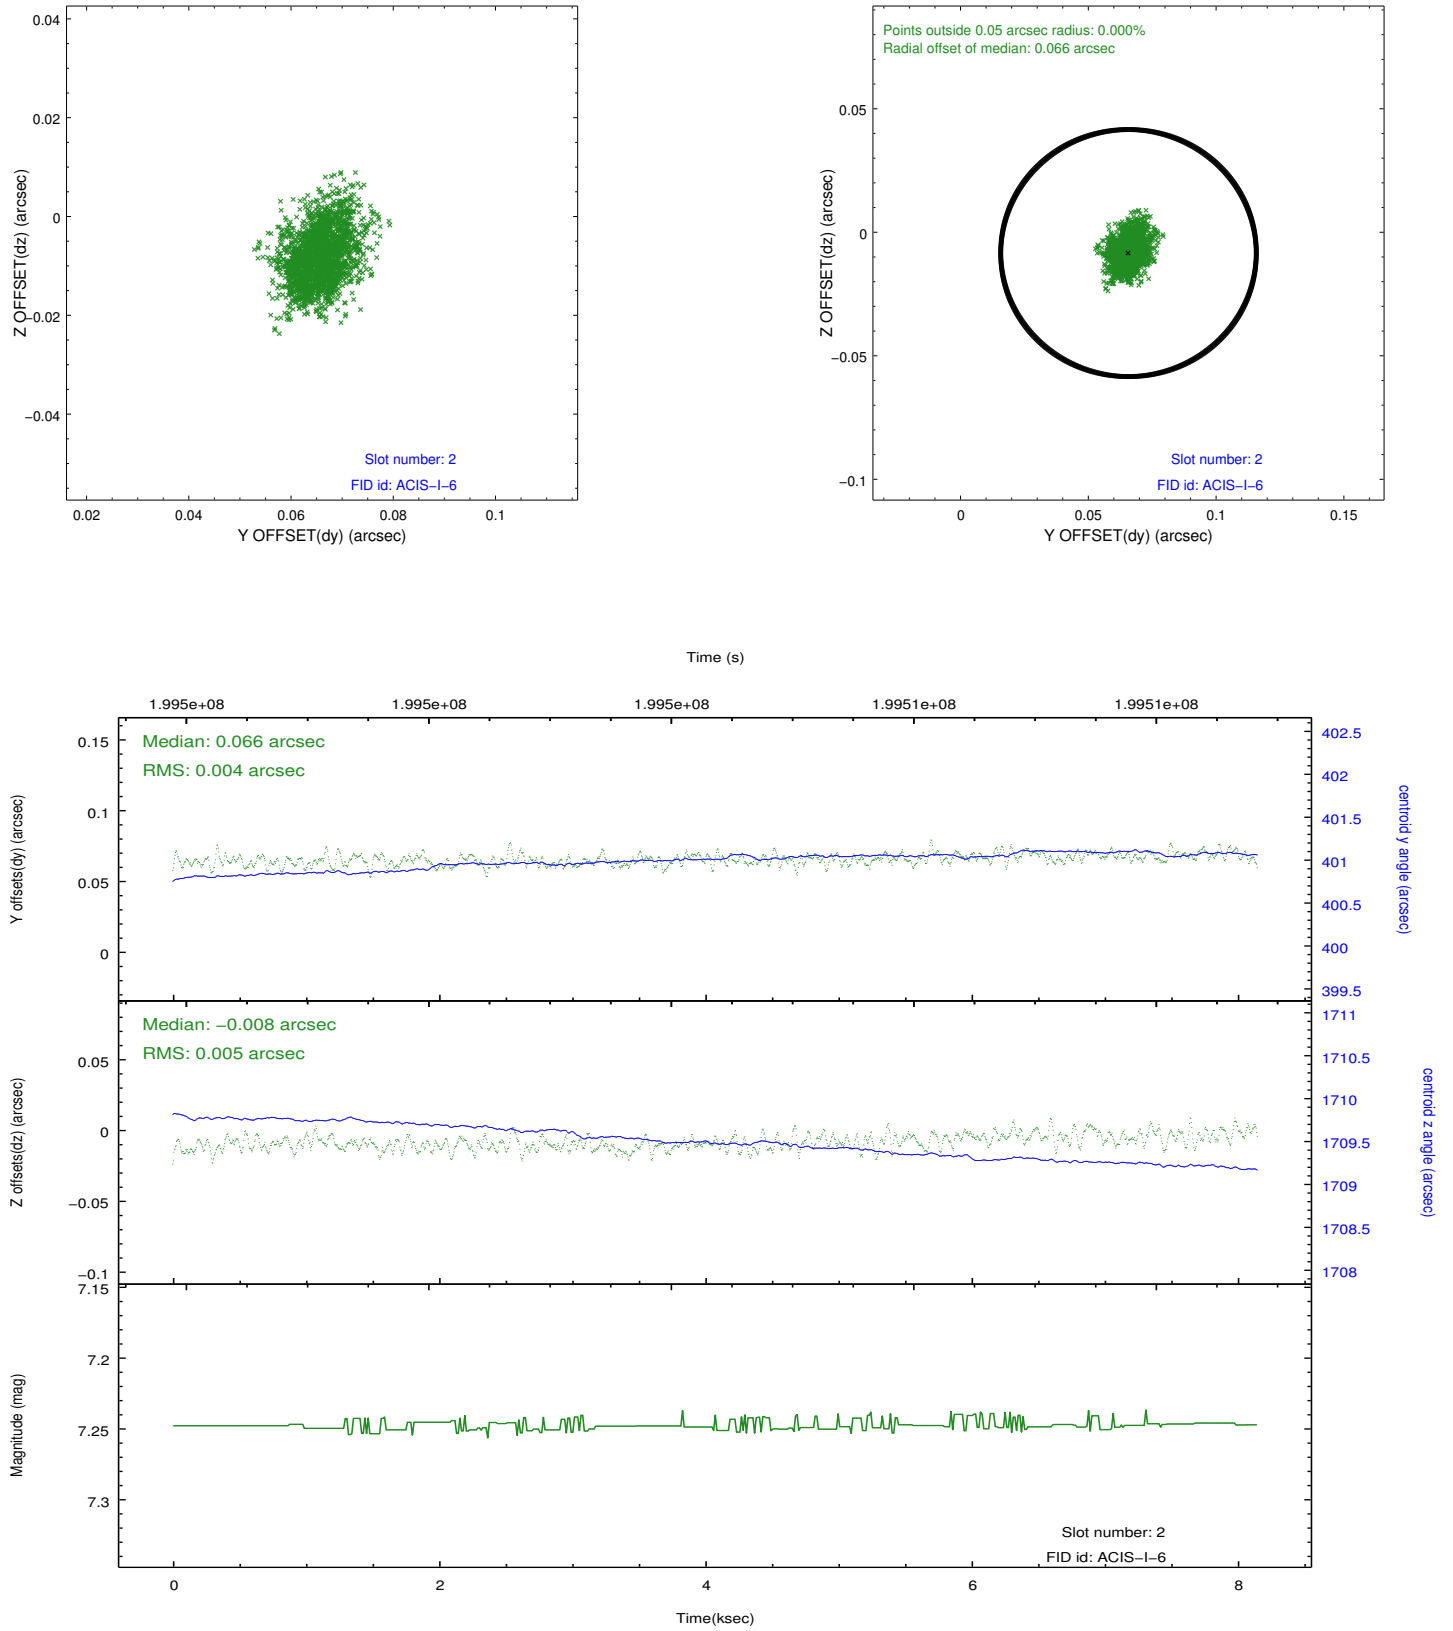 0.04
0.02
0
−0.02
−0.04
Z OFFSET(dz) (arcsec)
Slot number: 2
FID id: ACIS−I−6
0.02 0.04 0.06 0.08 0.1
Y OFFSET(dy) (arcsec)
Points outside 0.05 arcsec radius: 0.000%
Radial offset of median: 0.066 arcsec
0.05
0
−0.05
−0.1
Z OFFSET(dz) (arcsec)
Slot number: 2
FID id: ACIS−I−6
0 0.05 0.1 0.15
Y OFFSET(dy) (arcsec)
Time (s)
1.995e+08 1.995e+08 1.995e+08 1.9951e+08 1.9951e+08
Median: 0.066 arcsec
RMS: 0.004 arcsec
0.15
0.1
0.05
0
Y offsets(dy) (arcsec)
402.5
402
401.5
401
400.5
400
399.5
centroid y angle (arcsec)
Median: −0.008 arcsec
RMS: 0.005 arcsec
0.05
0
−0.05
−0.1
Z offsets(dz) (arcsec)
1711
1710.5
1710
1709.5
1709
1708.5
1708
centroid z angle (arcsec)
7.15
7.2
7.25
7.3
Magnitude (mag)
Slot number: 2
FID id: ACIS−I−6
0 2 4 6 8
Time(ksec)